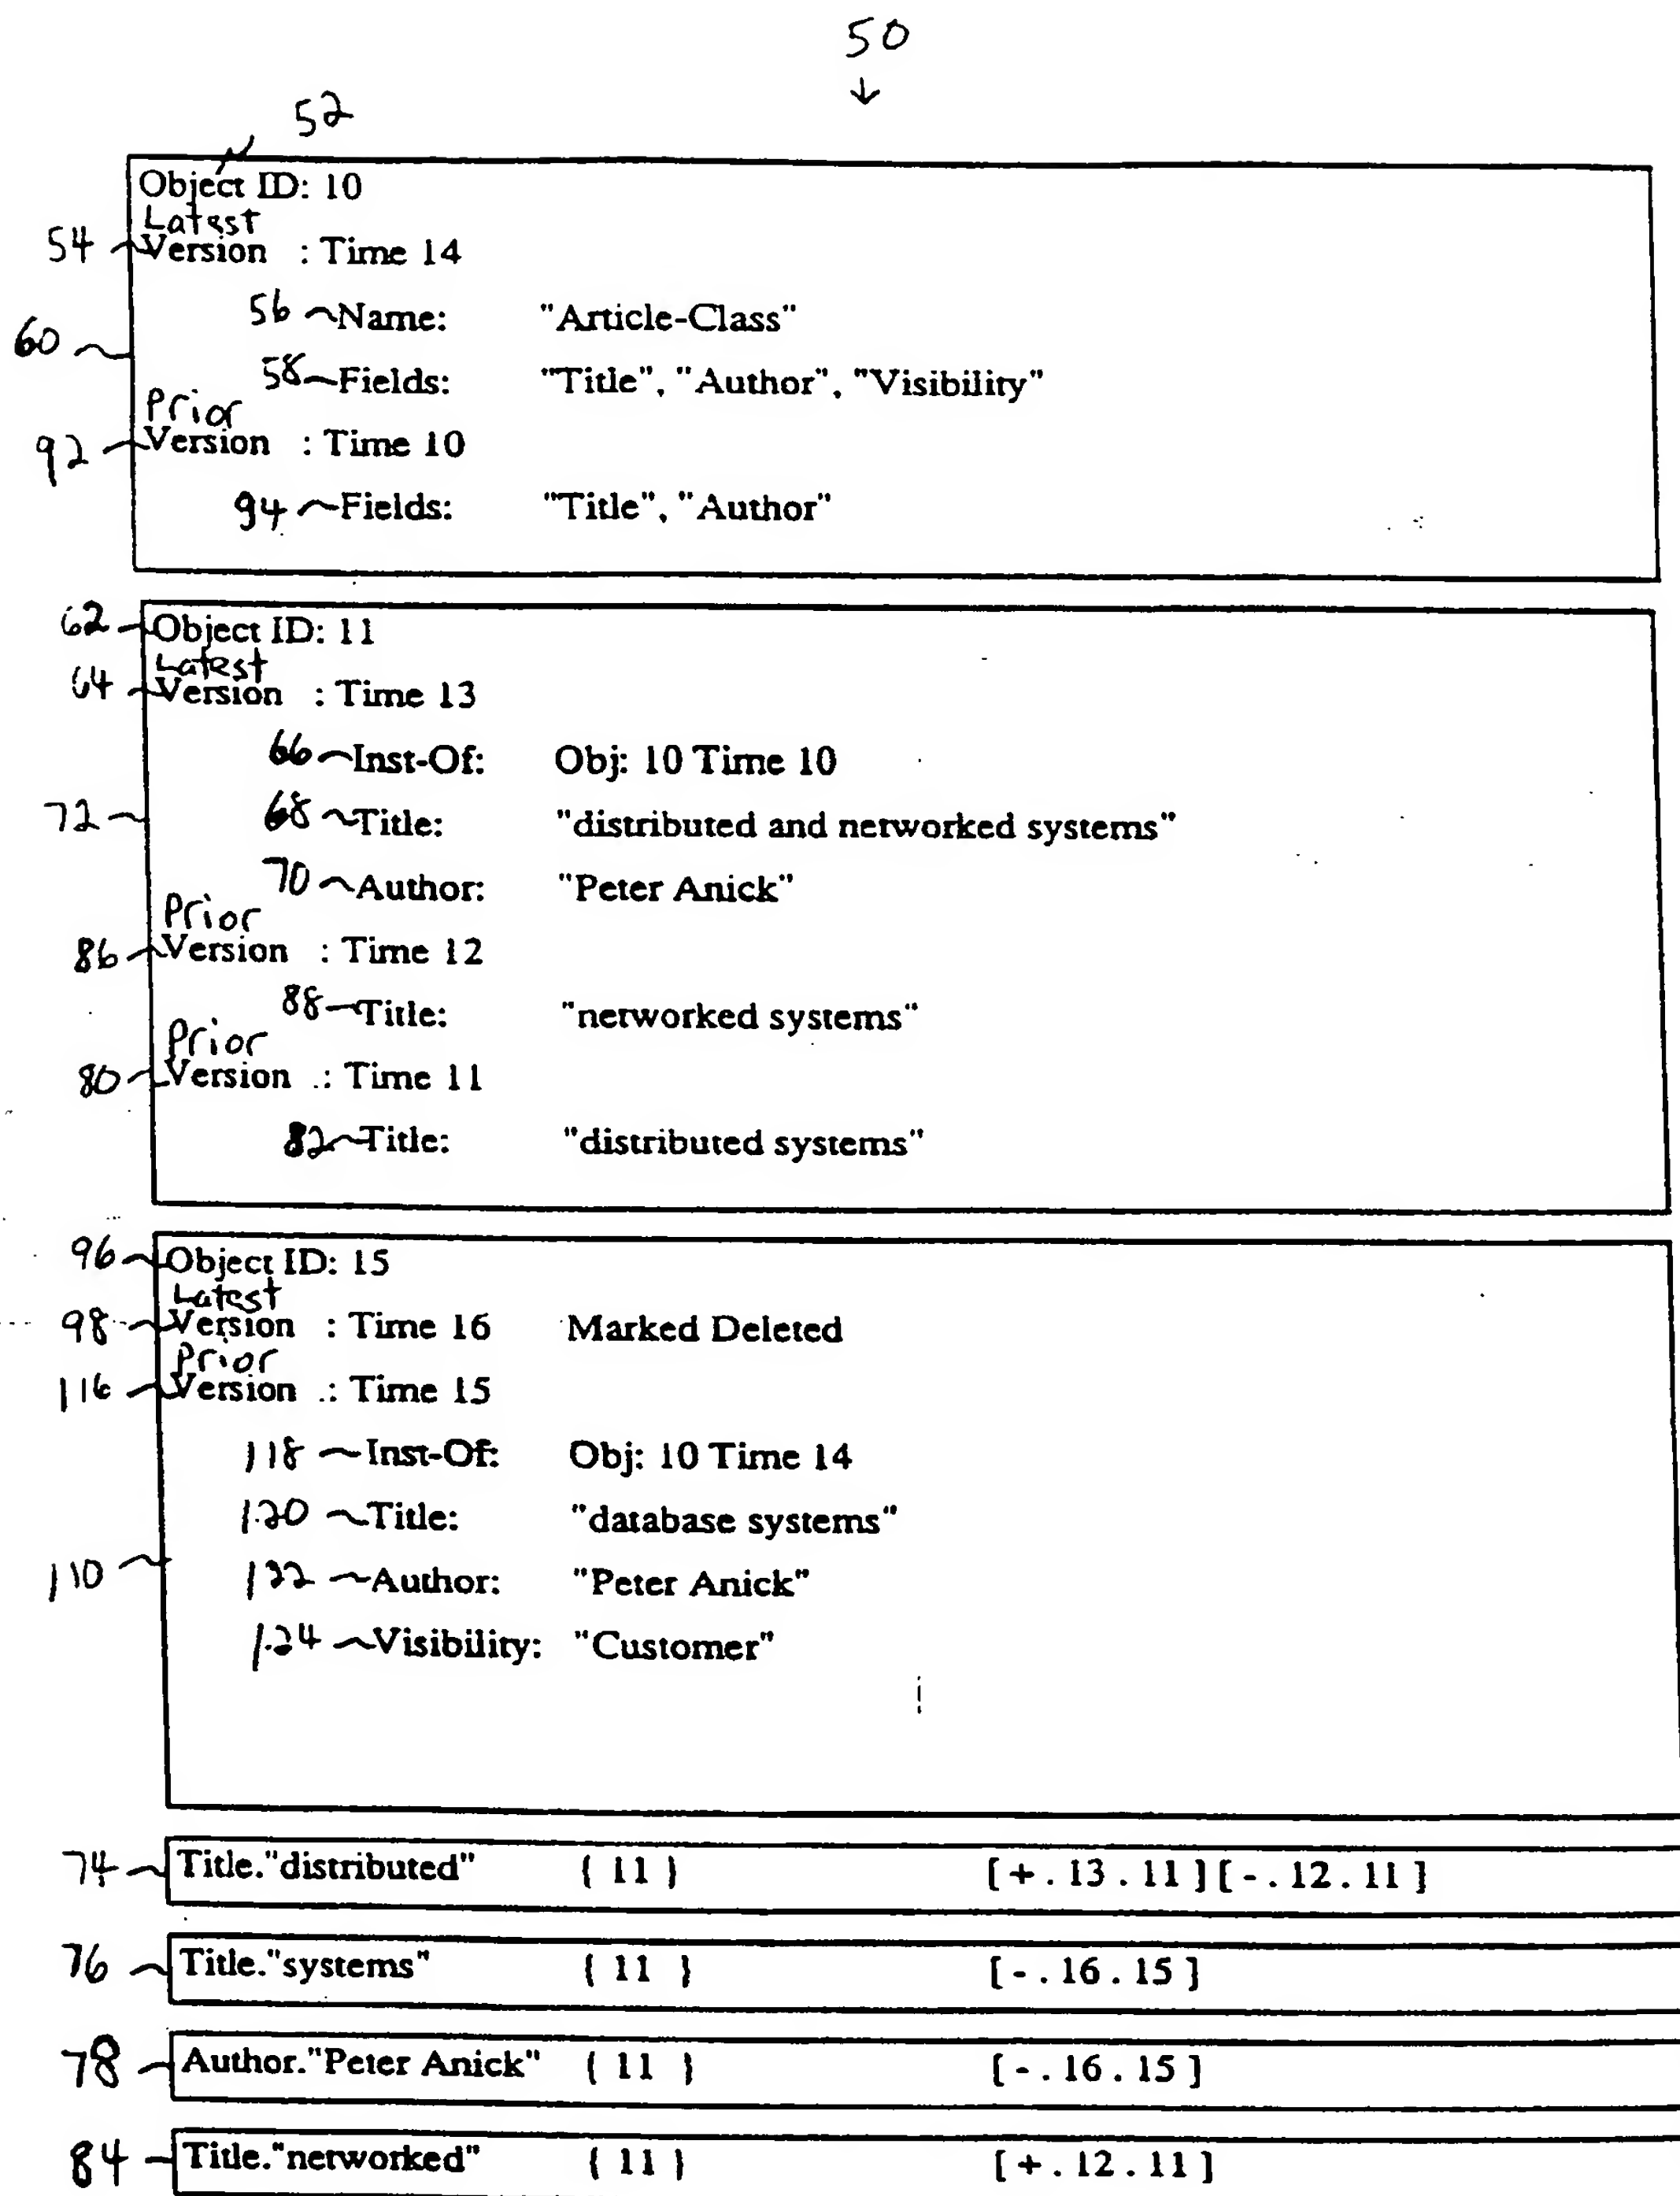 50
52
Object ID: 10
Latest
54 Version : Time 14
56 Name: "Article-Class"
60
58 Fields: "Title", "Author", "Visibility"
Prior
92 Version : Time 10
94 Fields: "Title", "Author"
62 Object ID: 11
Latest
64 Version : Time 13
66 Inst-Of: Obj: 10 Time 10
72
68 Title: "distributed and networked systems"
70 Author: "Peter Anick"
Prior
86 Version : Time 12
88 Title: "networked systems"
Prior
80 Version : Time 11
82 Title: "distributed systems"
96 Object ID: 15
Latest
98 Version : Time 16 Marked Deleted
Prior
116 Version : Time 15
118 Inst-Of: Obj: 10 Time 14
120 Title: "database systems"
110
122 Author: "Peter Anick"
124 Visibility: "Customer"
74 Title."distributed" { 11 } [ + . 13 . 11 ] [ - . 12 . 11 ]
76 Title."systems" { 11 } [ - . 16 . 15 ]
78 Author."Peter Anick" { 11 } [ - . 16 . 15 ]
84 Title."networked" { 11 } [ + . 12 . 11 ]